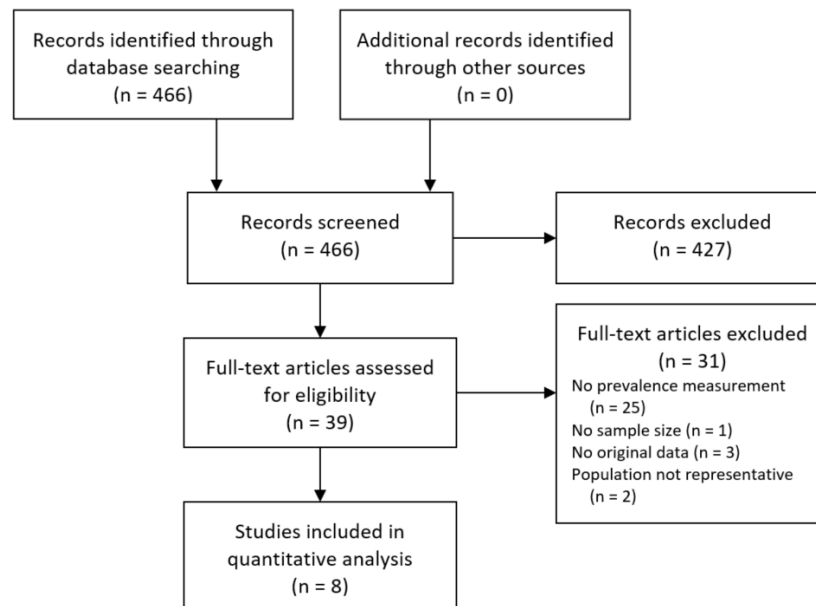 Records identified through
database searching
(n = 466)
Additional records identified
through other sources
(n = 0)
Records screened
(n = 466)
Records excluded
(n = 427)
Full-text articles assessed
for eligibility
(n = 39)
Full-text articles excluded
(n = 31)
No prevalence measurement
(n = 25)
No sample size (n = 1)
No original data (n = 3)
Population not representative
(n = 2)
Studies included in
quantitative analysis
(n = 8)